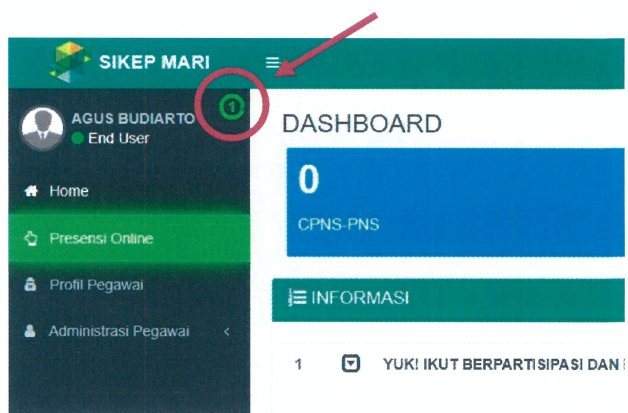 SIKEP MARI
AGUS BUDIARTO
1
End User
DASHBOARD
Home
0
CPNS-PNS
Presensi Online
Profil Pegawai
INFORMASI
Administrasi Pegawai
1 YUK! IKUT BERPARTISIPASI DAN